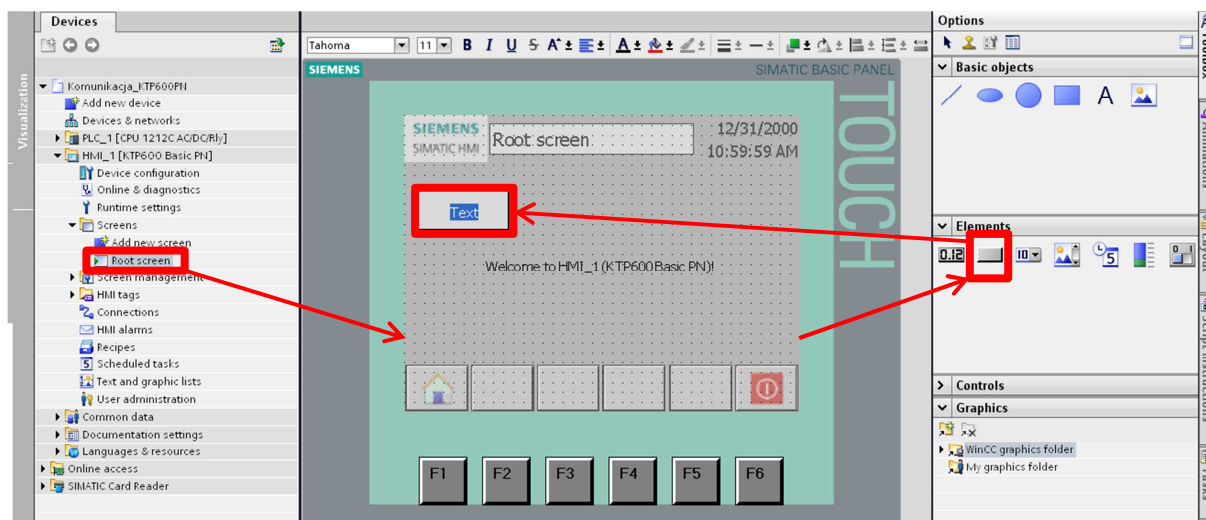 Devices
Visualization
Komunikacja_KTP600PN
Add new device
Devices & networks
PLC_1 [CPU 1212C AC/DC/Rly]
HMI_1 [KTP600 Basic PN]
Device configuration
Online & diagnostics
Runtime settings
Screens
Add new screen
Root screen
Screen management
HMI tags
Connections
HMI alarms
Recipes
Scheduled tasks
Text and graphic lists
User administration
Common data
Documentation settings
Languages & resources
Online access
SIMATIC Card Reader
Tahoma 11 B I U S A A
SIEMENS SIMATIC BASIC PANEL
TOUCH
SIEMENS
SIMATIC HMI
Root screen
12/31/2000
10:59:59 AM
Text
Welcome to HMI_1 (KTP600 Basic PN)!
F1 F2 F3 F4 F5 F6
Options
Basic objects
A
Elements
0.12 10 5
Controls
Graphics
WinCC graphics folder
My graphics folder